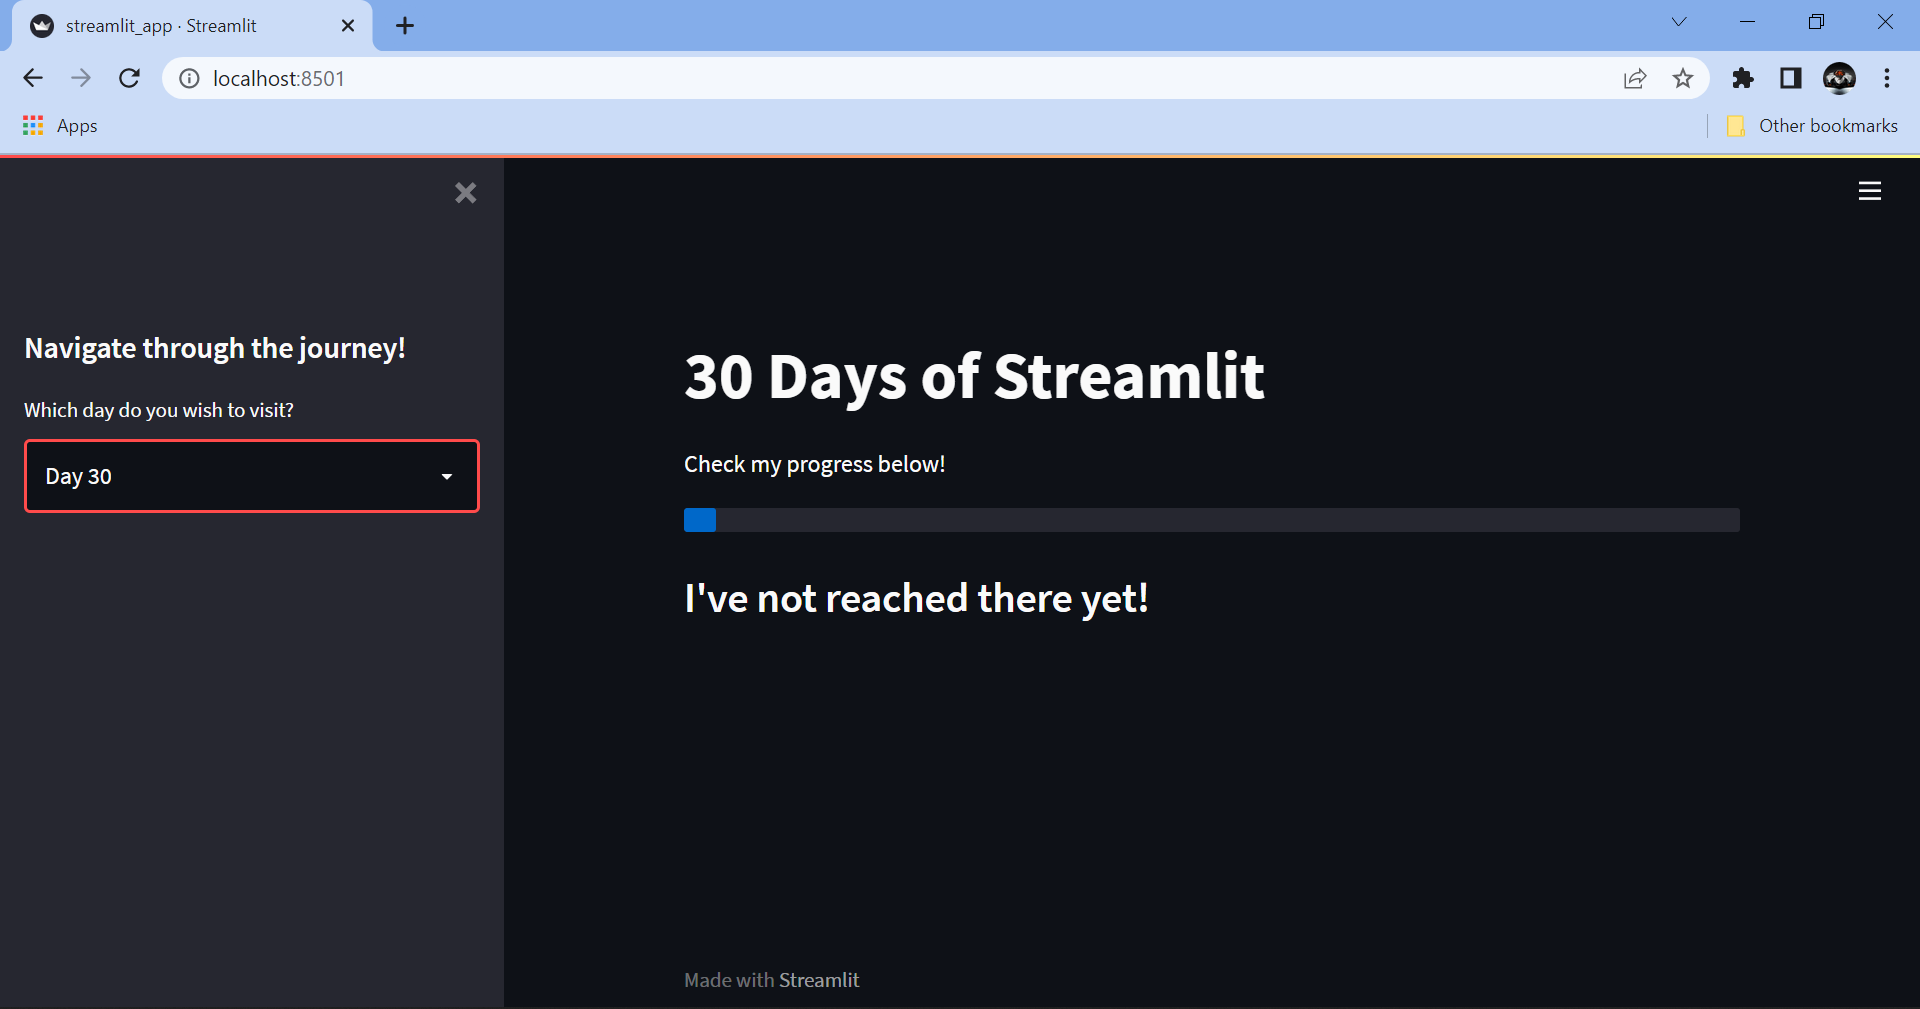 streamlit_app · Streamlit
localhost:8501
Apps
Other bookmarks
Navigate through the journey!
Which day do you wish to visit?
Day 30
30 Days of Streamlit
Check my progress below!
I've not reached there yet!
Made with Streamlit